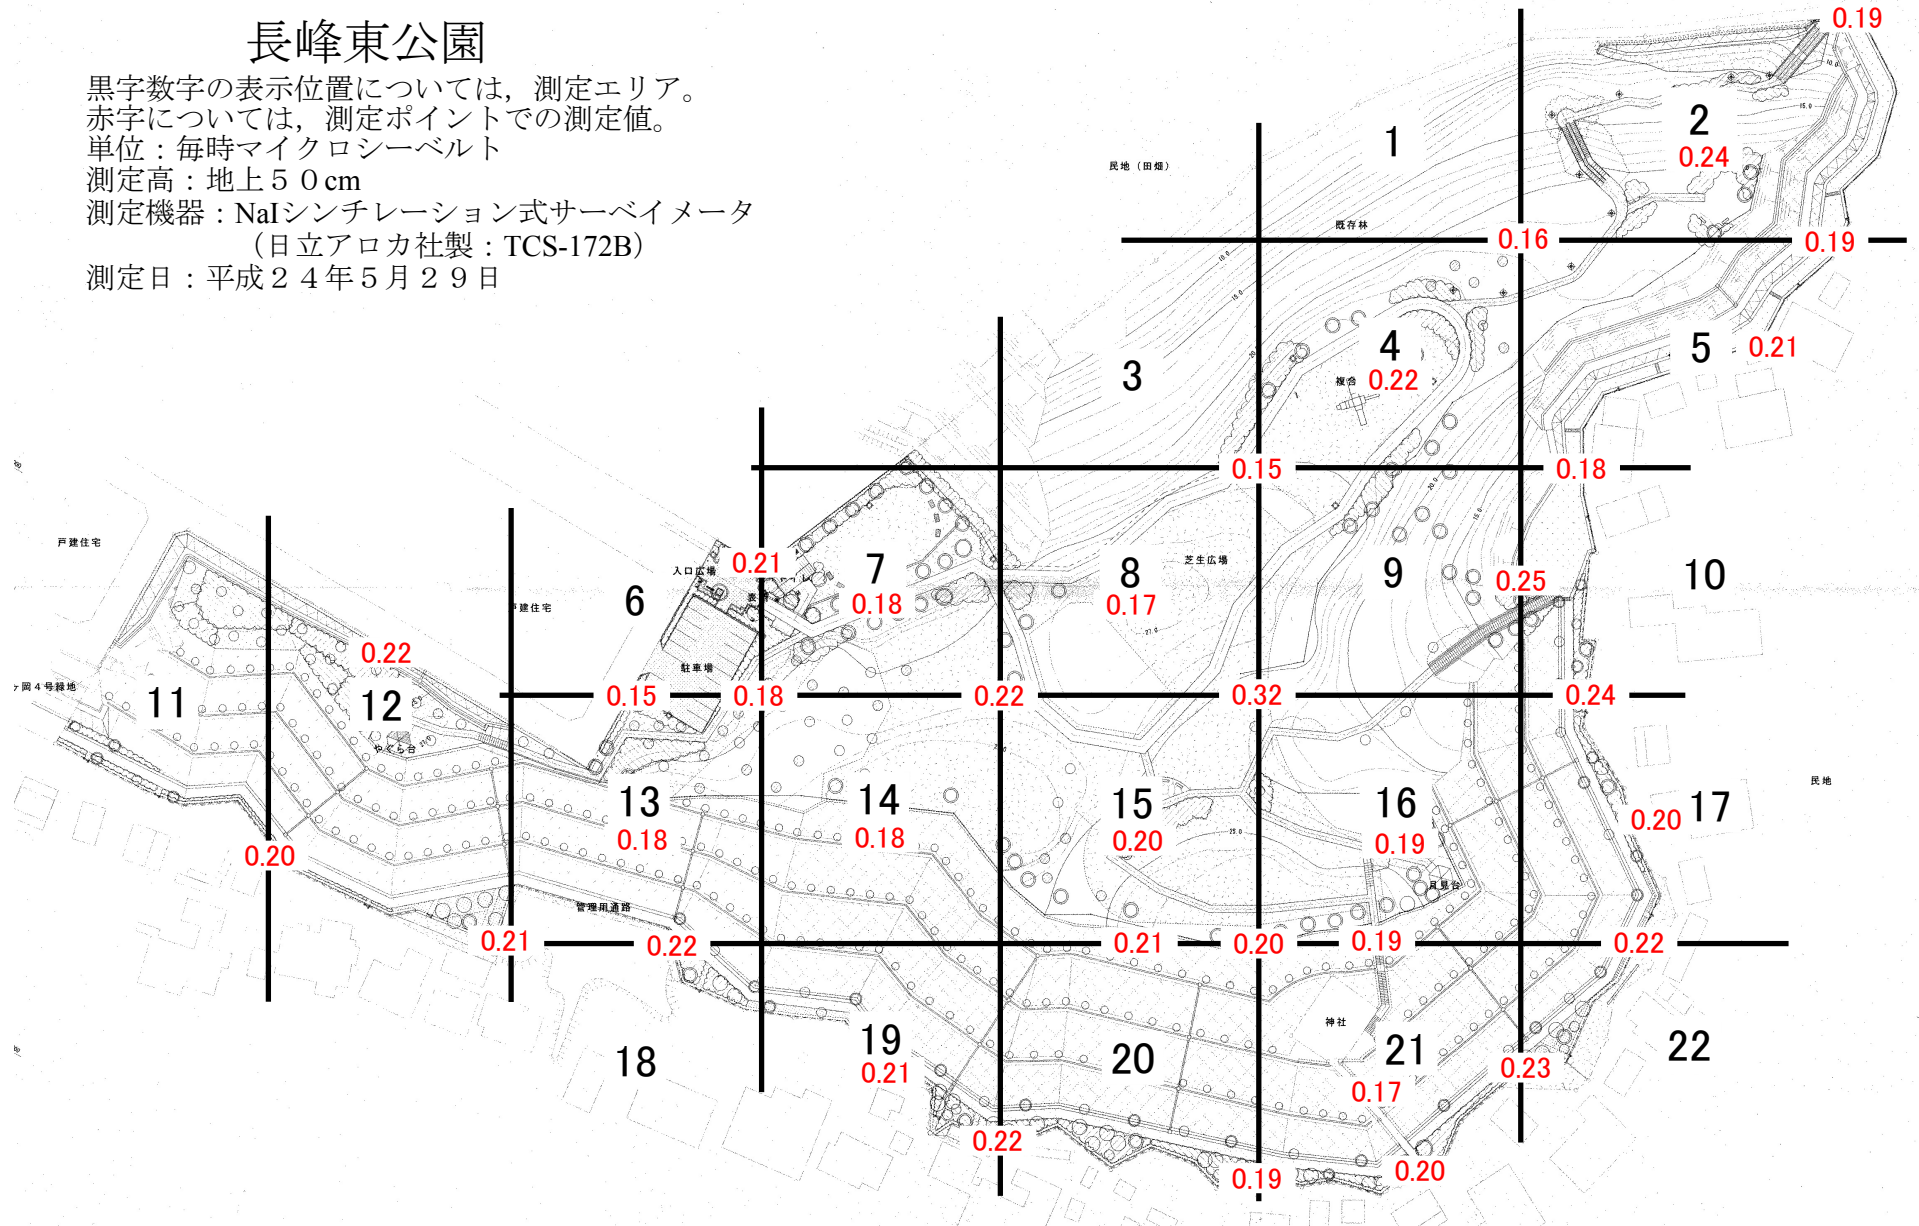 長峰東公園
黒字数字の表示位置については，測定エリア。
赤字については，測定ポイントでの測定値。
単位：毎時マイクロシーベルト
測定高：地上５０cm
測定機器：NaIシンチレーション式サーベイメータ
（日立アロカ社製：TCS-172B）
測定日：平成２４年５月２９日
0.19
2
0.24
1
民地（田畑）
既存林
0.16
0.19
4
複合
0.22
3
5
0.21
0.15
0.18
戸建住宅
入口広場
0.21
7
0.18
8
0.17
芝生広場
9
0.25
10
6
駐車場
0.22
11
12
やぐら台
0.15
0.18
0.22
0.32
0.24
13
0.18
14
0.18
15
0.20
16
0.19
月見台
0.20
17
民地
0.20
管理用通路
0.21
0.22
0.21
0.20
0.19
0.22
18
19
0.21
20
神社
21
0.17
0.23
22
0.22
0.19
0.20